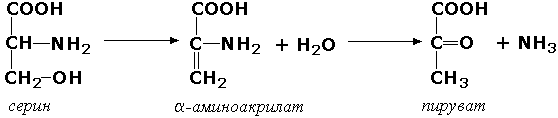 COOH COOH COOH
CH—NH2 C—NH2 + H2O C=O + NH3
CH2—OH CH2 CH3
серин α-аминоакрилат пируват